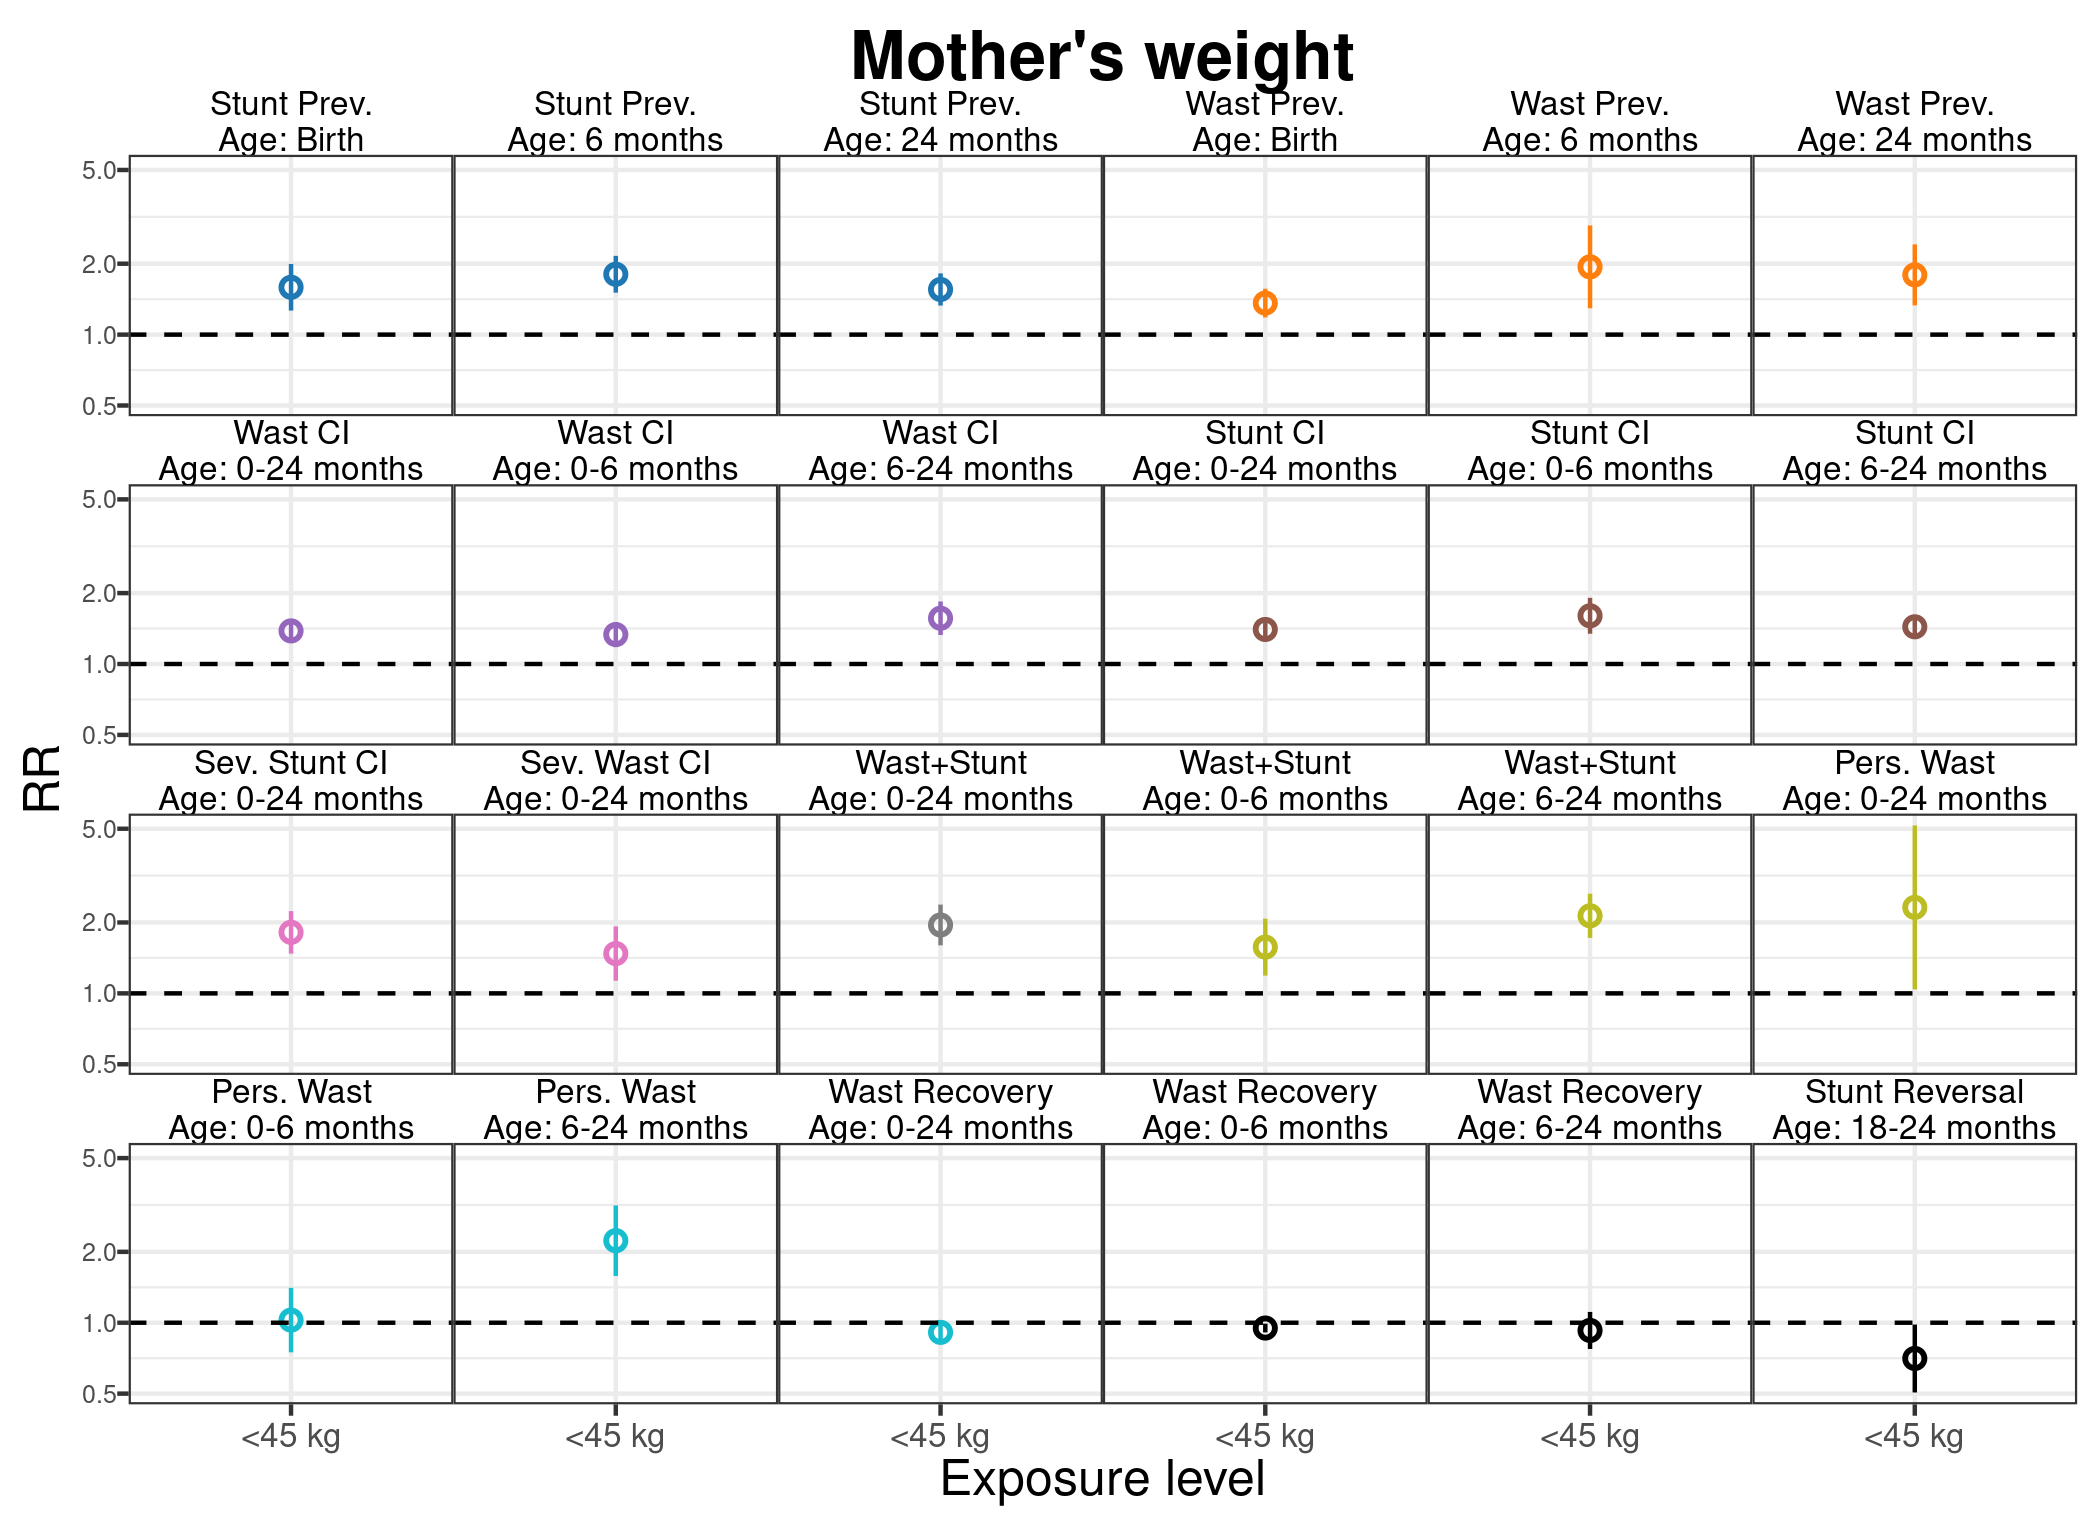 Mother's weight
Stunt Prev.
Age: Birth
Stunt Prev.
Age: 6 months
Stunt Prev.
Age: 24 months
Wast Prev.
Age: Birth
Wast Prev.
Age: 6 months
Wast Prev.
Age: 24 months
5.0
2.0
1.0
0.5
Wast CI
Age: 0-24 months
Wast CI
Age: 0-6 months
Wast CI
Age: 6-24 months
Stunt CI
Age: 0-24 months
Stunt CI
Age: 0-6 months
Stunt CI
Age: 6-24 months
5.0
2.0
1.0
0.5
RR
Sev. Stunt CI
Age: 0-24 months
Sev. Wast CI
Age: 0-24 months
Wast+Stunt
Age: 0-24 months
Wast+Stunt
Age: 0-6 months
Wast+Stunt
Age: 6-24 months
Pers. Wast
Age: 0-24 months
5.0
2.0
1.0
0.5
Pers. Wast
Age: 0-6 months
Pers. Wast
Age: 6-24 months
Wast Recovery
Age: 0-24 months
Wast Recovery
Age: 0-6 months
Wast Recovery
Age: 6-24 months
Stunt Reversal
Age: 18-24 months
5.0
2.0
1.0
0.5
<45 kg
<45 kg
<45 kg
<45 kg
<45 kg
<45 kg
Exposure level